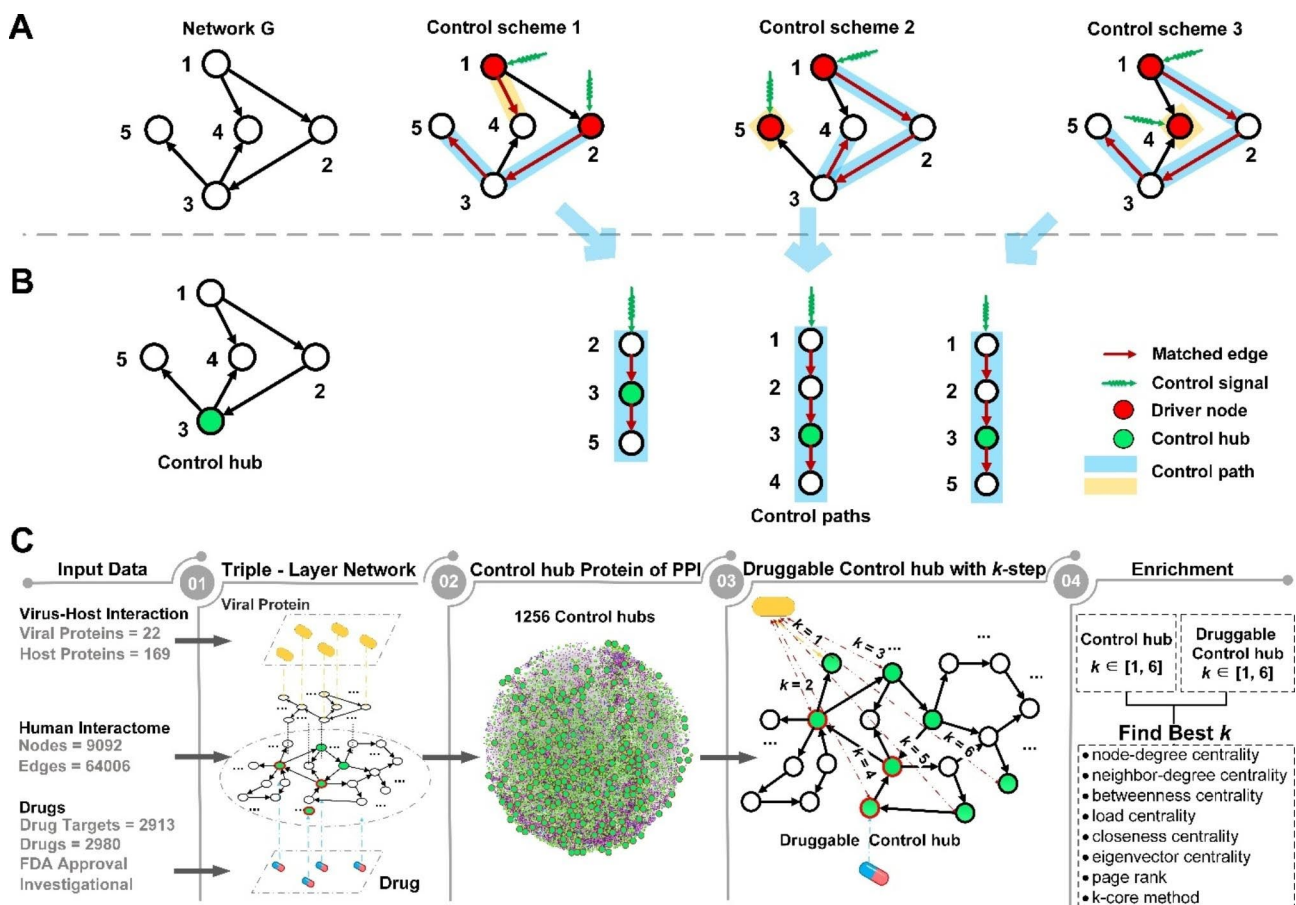 A
Network G
1
5
4
2
3
Control scheme 1
1
5
4
2
3
Control scheme 2
1
5
4
2
3
Control scheme 3
1
5
4
2
3
B
1
5
4
2
3
Control hub
2
3
5
1
2
3
4
Control paths
1
2
3
5
Matched edge
Control signal
Driver node
Control hub
Control path
C
Input Data
01
Triple - Layer Network
02
Control hub Protein of PPI
03
Druggable Control hub with k-step
04
Enrichment
Virus-Host Interaction
Viral Proteins = 22
Host Proteins = 169
Human Interactome
Nodes = 9092
Edges = 64006
Drugs
Drug Targets = 2913
Drugs = 2980
FDA Approval
Investigational
Viral Protein
...
...
...
...
...
...
...
...
...
Drug
1256 Control hubs
k = 1
k = 2
k = 3
k = 4
k = 5
k = 6
...
...
...
...
...
...
Druggable Control hub
Control hub
k ∈ [1, 6]
Druggable
Control hub
k ∈ [1, 6]
Find Best k
• node-degree centrality
• neighbor-degree centrality
• betweenness centrality
• load centrality
• closeness centrality
• eigenvector centrality
• page rank
• k-core method